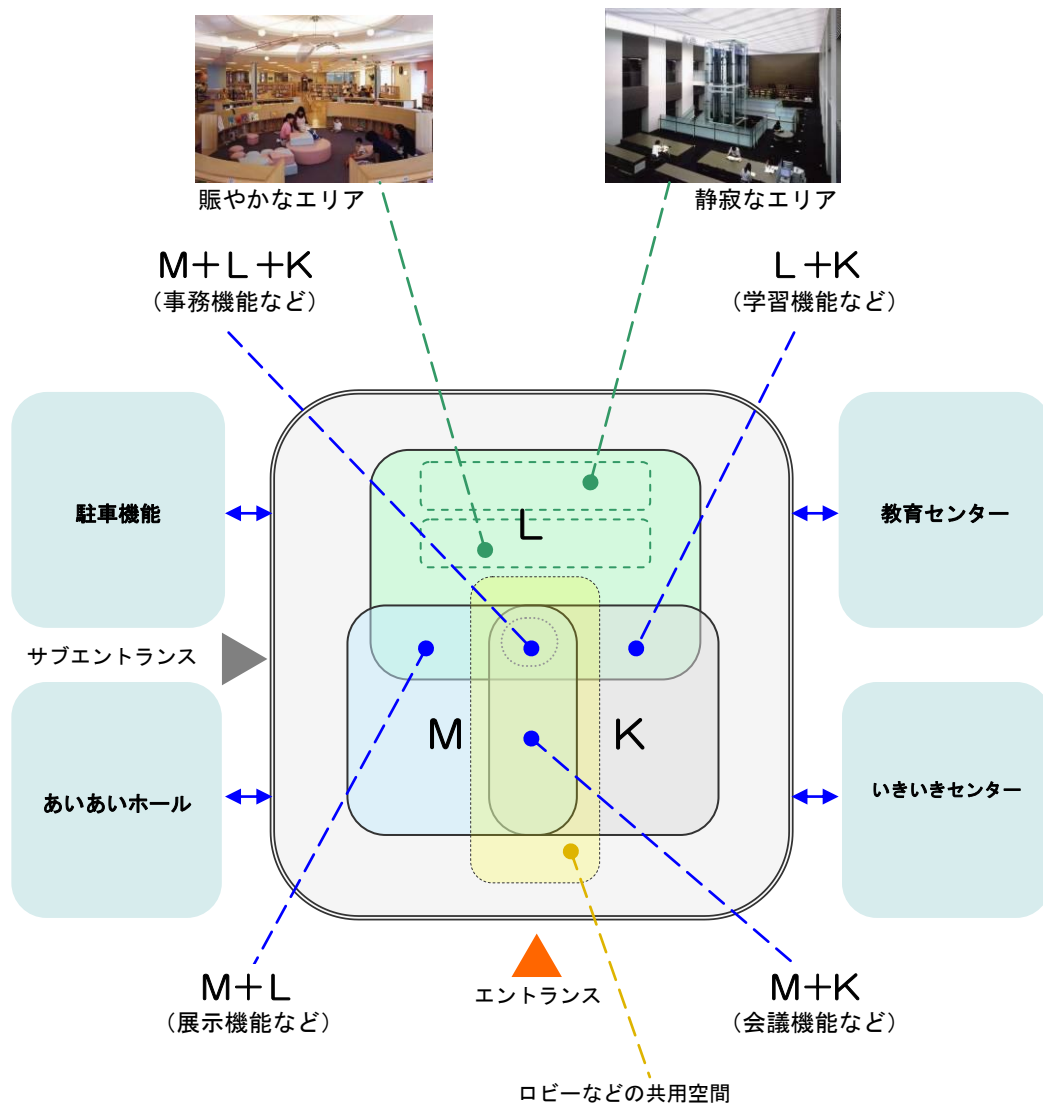 賑やかなエリア
静寂なエリア
M+L+K
（事務機能など）
L+K
（学習機能など）
駐車機能
教育センター
L
サブエントランス
M
K
あいあいホール
いきいきセンター
M+L
（展示機能など）
エントランス
M+K
（会議機能など）
ロビーなどの共用空間